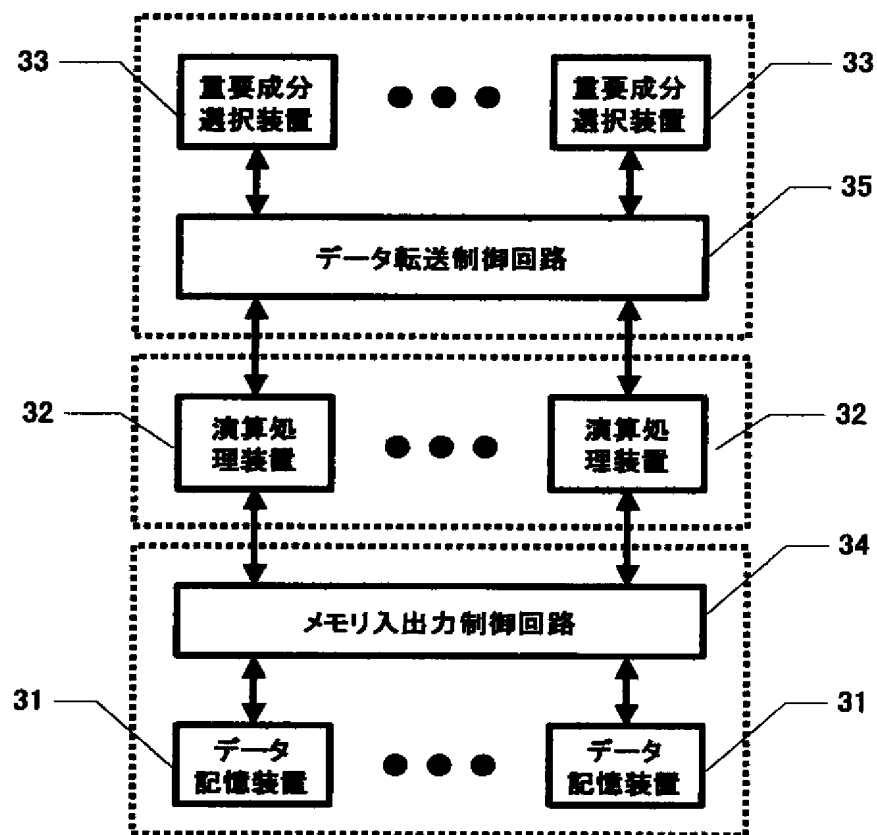 33
重要成分
選択装置
重要成分
選択装置
33
35
データ転送制御回路
32
演算処
理装置
演算処
理装置
32
34
メモリ入出力制御回路
31
データ
記憶装置
データ
記憶装置
31